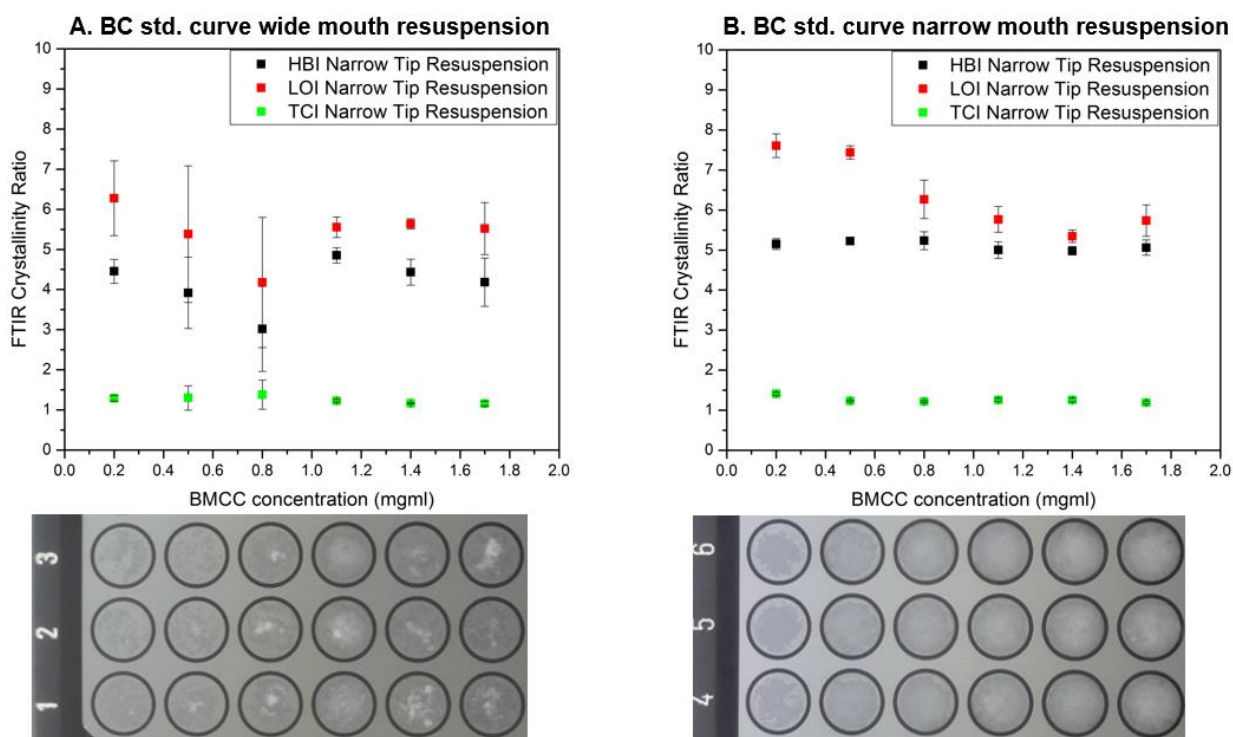 A. BC std. curve wide mouth resuspension
10
9
8
7
6
5
4
3
2
1
0
FTIR Crystallinity Ratio
HBI Narrow Tip Resuspension
LOI Narrow Tip Resuspension
TCI Narrow Tip Resuspension
0.0 0.2 0.4 0.6 0.8 1.0 1.2 1.4 1.6 1.8 2.0
BMCC concentration (mgml)
3
2
1
B. BC std. curve narrow mouth resuspension
10
9
8
7
6
5
4
3
2
1
0
FTIR Crystallinity Ratio
HBI Narrow Tip Resuspension
LOI Narrow Tip Resuspension
TCI Narrow Tip Resuspension
0.0 0.2 0.4 0.6 0.8 1.0 1.2 1.4 1.6 1.8 2.0
BMCC concentration (mgml)
6
5
4